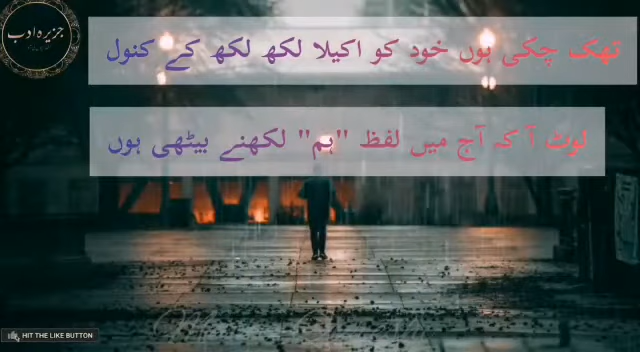 جزیرہ ادب
تھک چکی ہوں خود کو اکیلا لکھ لکھ کے کنول
لوٹ آ کہ آج میں لفظ "ہم" لکھنے بیٹھی ہوں
HIT THE LIKE BUTTON